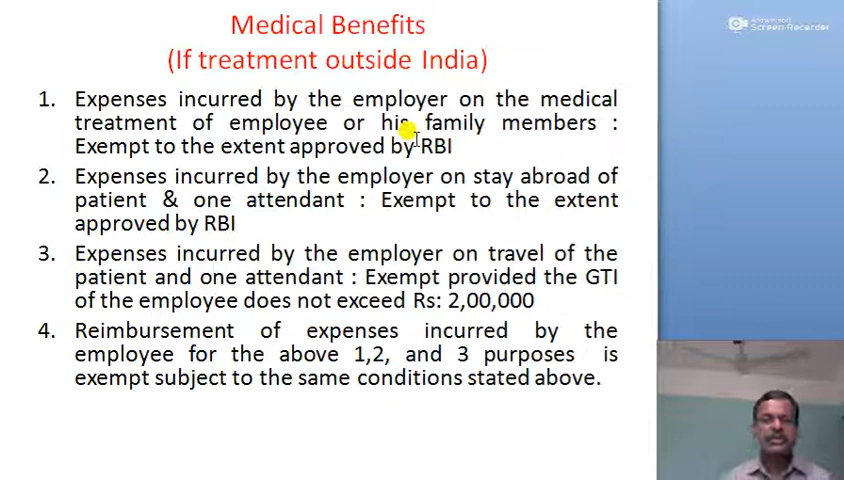 Medical Benefits
(If treatment outside India)
1. Expenses incurred by the employer on the medical
treatment of employee or his family members :
Exempt to the extent approved by RBI
2. Expenses incurred by the employer on stay abroad of
patient & one attendant : Exempt to the extent
approved by RBI
3. Expenses incurred by the employer on travel of the
patient and one attendant : Exempt provided the GTI
of the employee does not exceed Rs: 2,00,000
4. Reimbursement of expenses incurred by the
employee for the above 1,2, and 3 purposes is
exempt subject to the same conditions stated above.
Screen Recorder